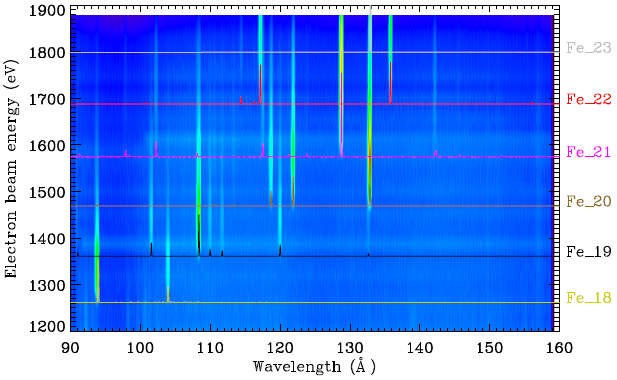 1900
1800
1700
1600
1500
1400
1300
1200
Electron beam energy (eV)
90 100 110 120 130 140 150 160
Wavelength (Å)
Fe_23
Fe_22
Fe_21
Fe_20
Fe_19
Fe_18